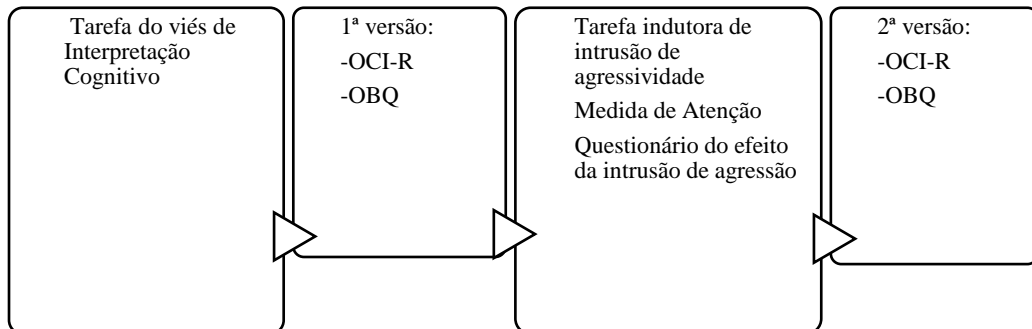 Tarefa do viés de
Interpretação
Cognitivo
1ª versão:
-OCI-R
-OBQ
Tarefa indutora de
intrusão de
agressividade
Medida de Atenção
Questionário do efeito
da intrusão de agressão
2ª versão:
-OCI-R
-OBQ